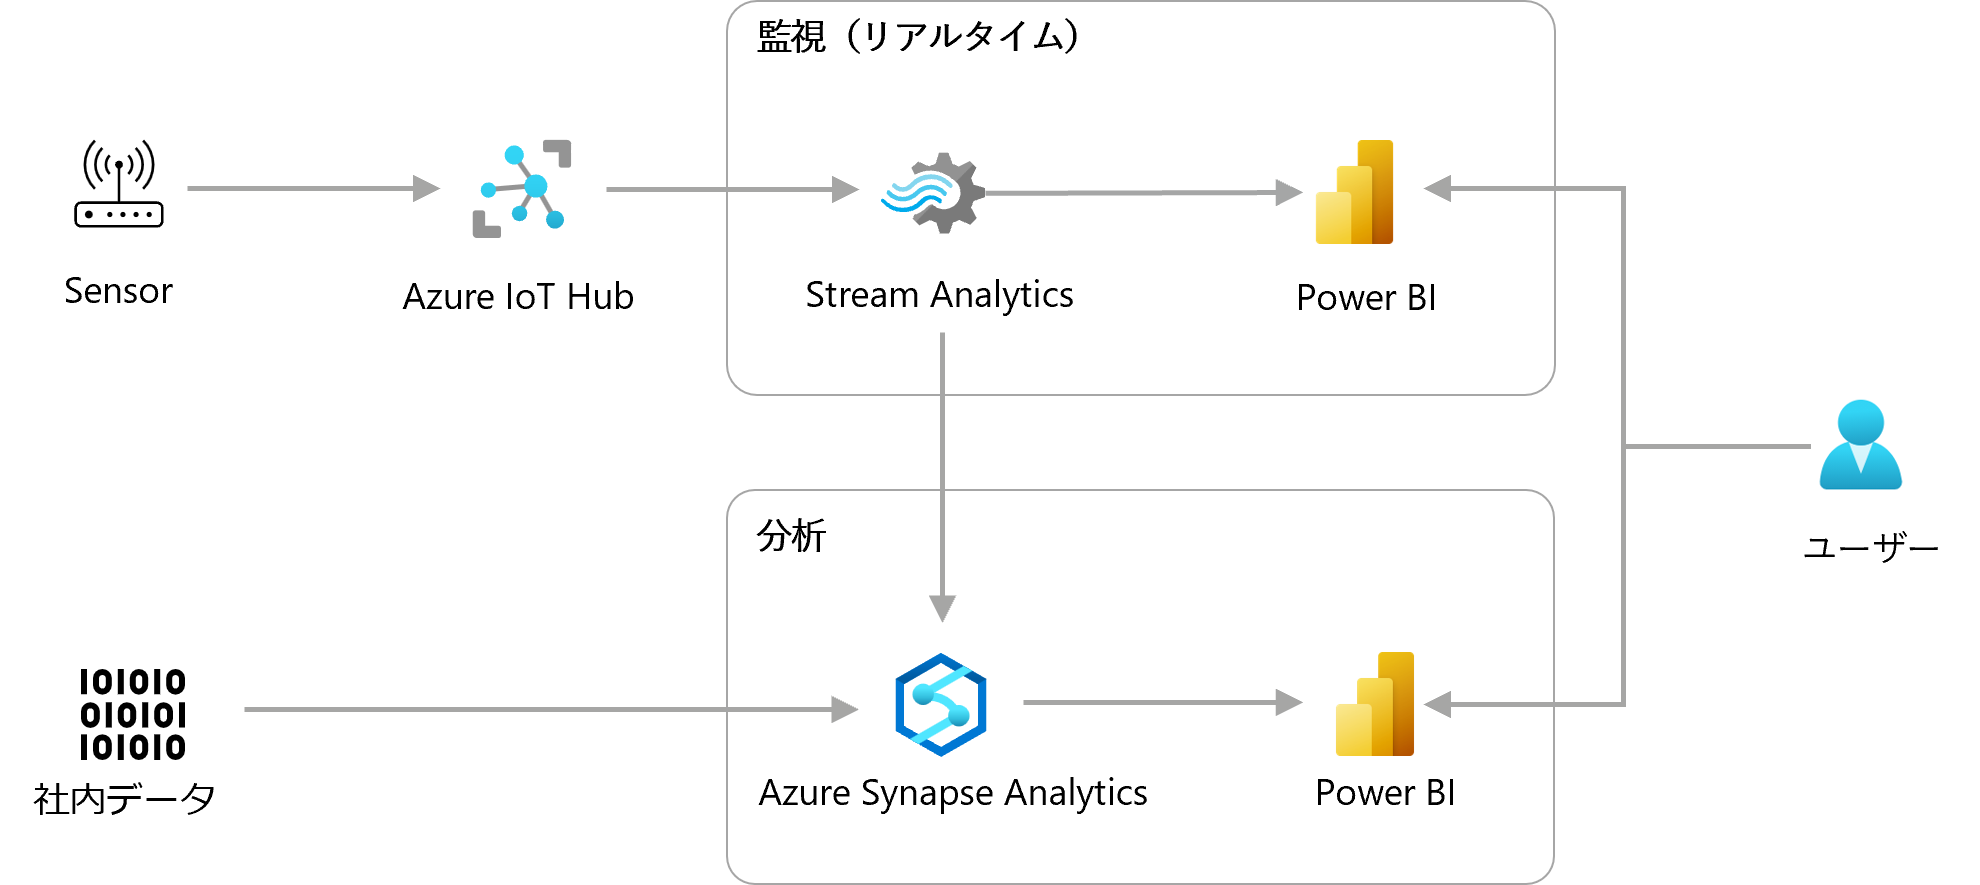 監視（リアルタイム）
Sensor
Azure IoT Hub
Stream Analytics
Power BI
分析
ユーザー
101010
010101
101010
社内データ
Azure Synapse Analytics
Power BI